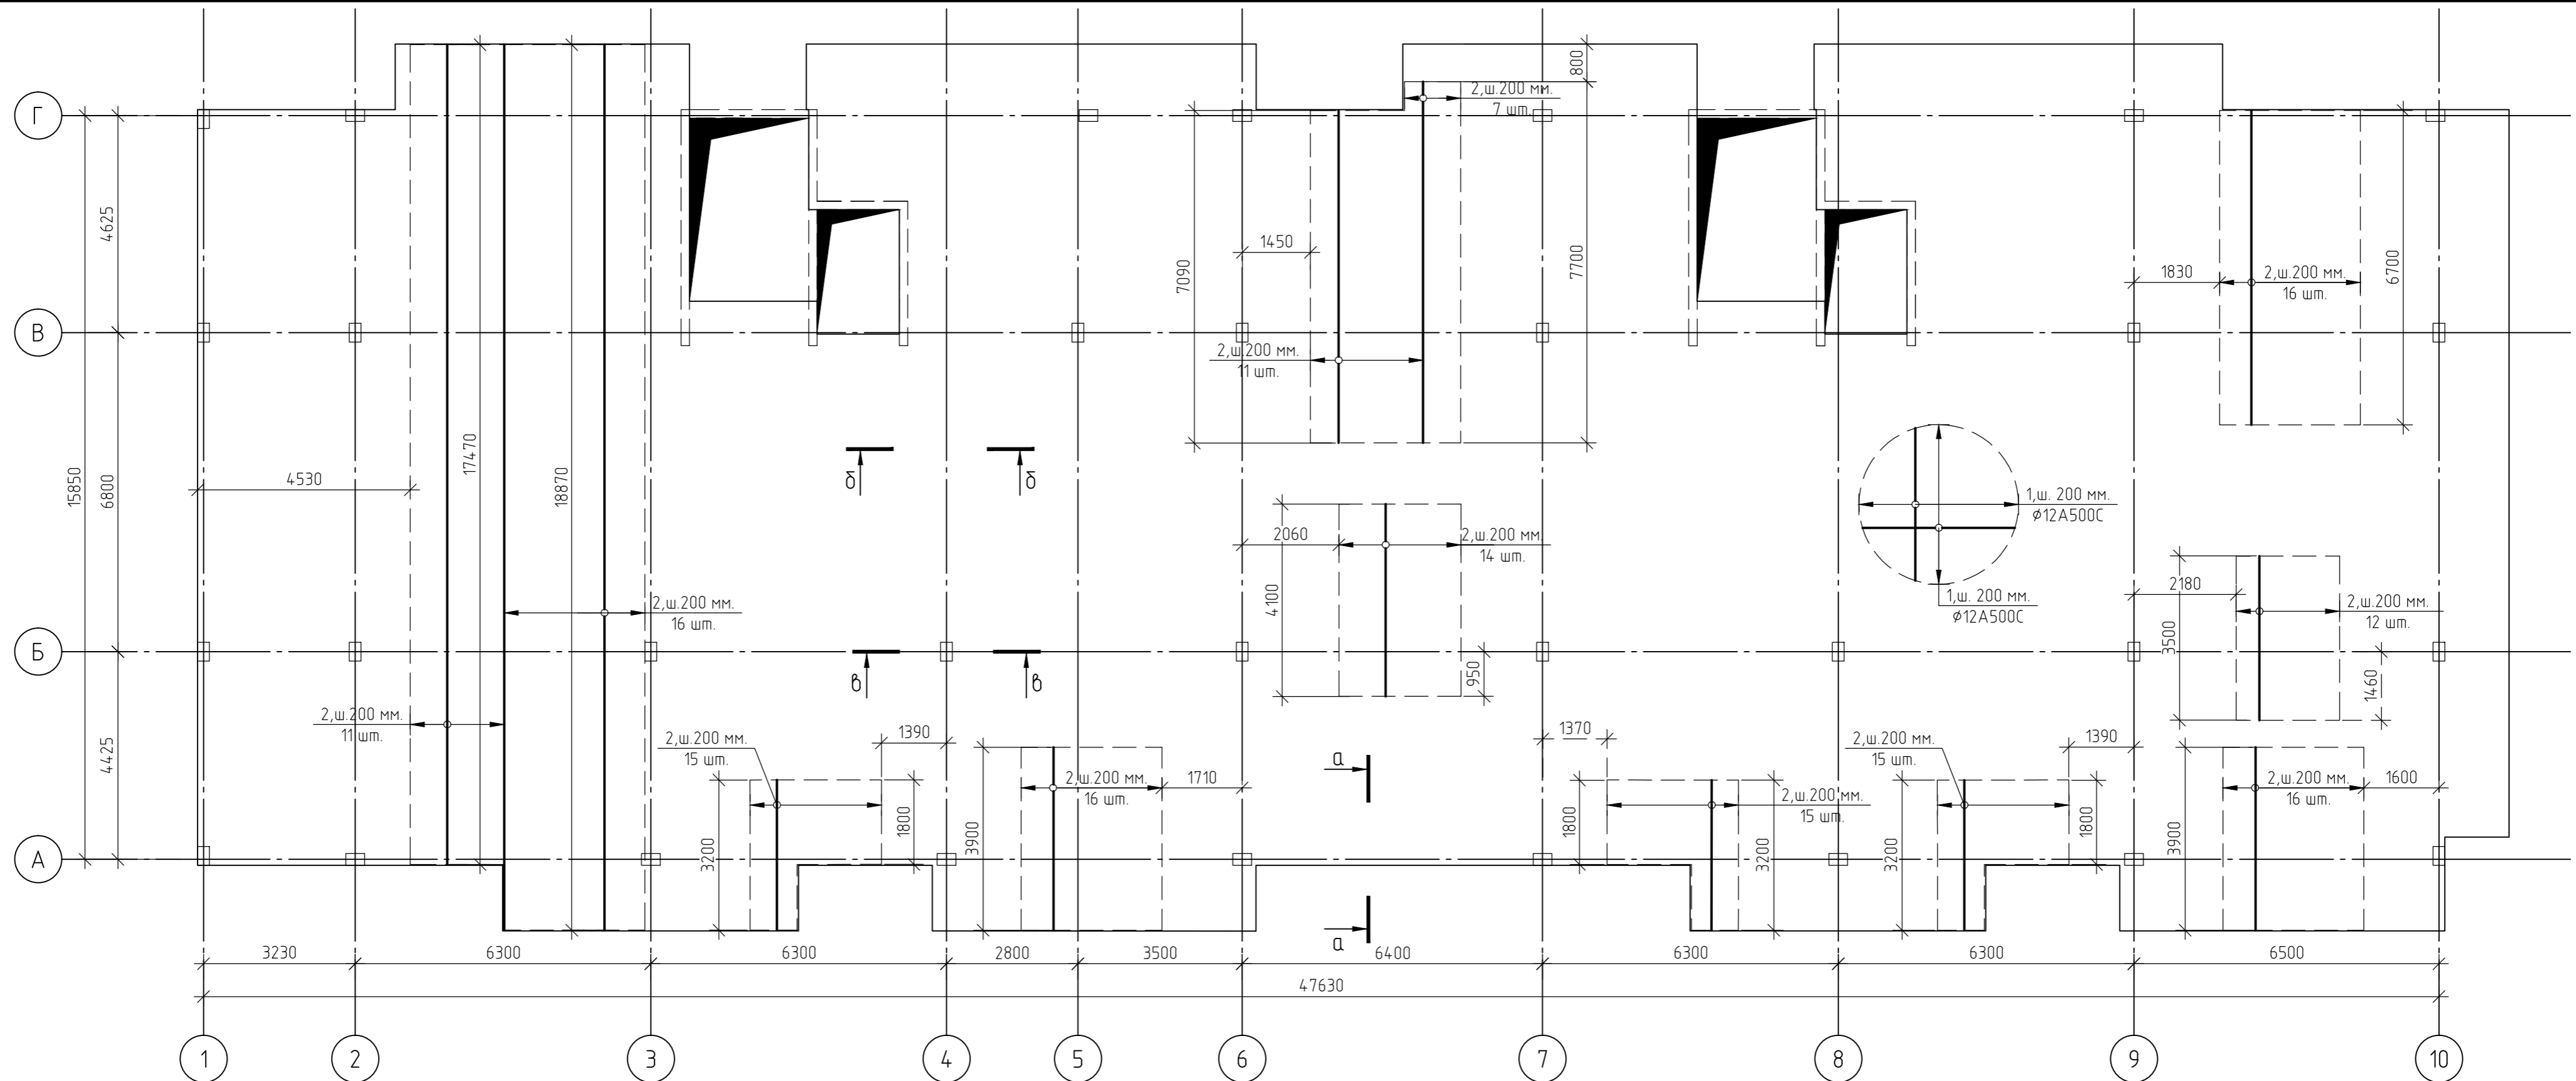 800
2,ш.200 мм.
7 шт.
Г
4625
1450
7090
7700
1830
2,ш.200 мм.
16 шт.
6700
В
2,ш.200 мм.
11 шт.
15850
6800
4530
17470
18870
б
б
1,ш. 200 мм.
ϕ12А500С
1,ш. 200 мм.
ϕ12А500С
2060
2,ш.200 мм.
14 шт.
4100
950
2180
2,ш.200 мм.
12 шт.
3500
1460
2,ш.200 мм.
16 шт.
Б
в
в
4425
2,ш.200 мм.
11 шт.
2,ш.200 мм.
15 шт.
1390
3200
1800
3900
2,ш.200 мм.
16 шт.
1710
а
а
1370
1800
2,ш.200 мм.
15 шт.
3200
2,ш.200 мм.
15 шт.
1390
3200
1800
3900
2,ш.200 мм.
16 шт.
1600
А
3230
6300
6300
2800
3500
6400
6300
6300
6500
47630
1
2
3
4
5
6
7
8
9
10